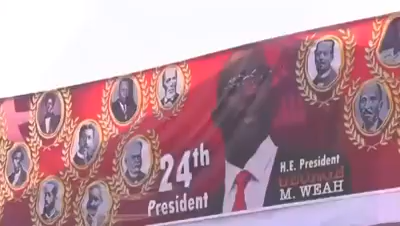 24th
President
H.E. President
GEORGE
M. WEAH